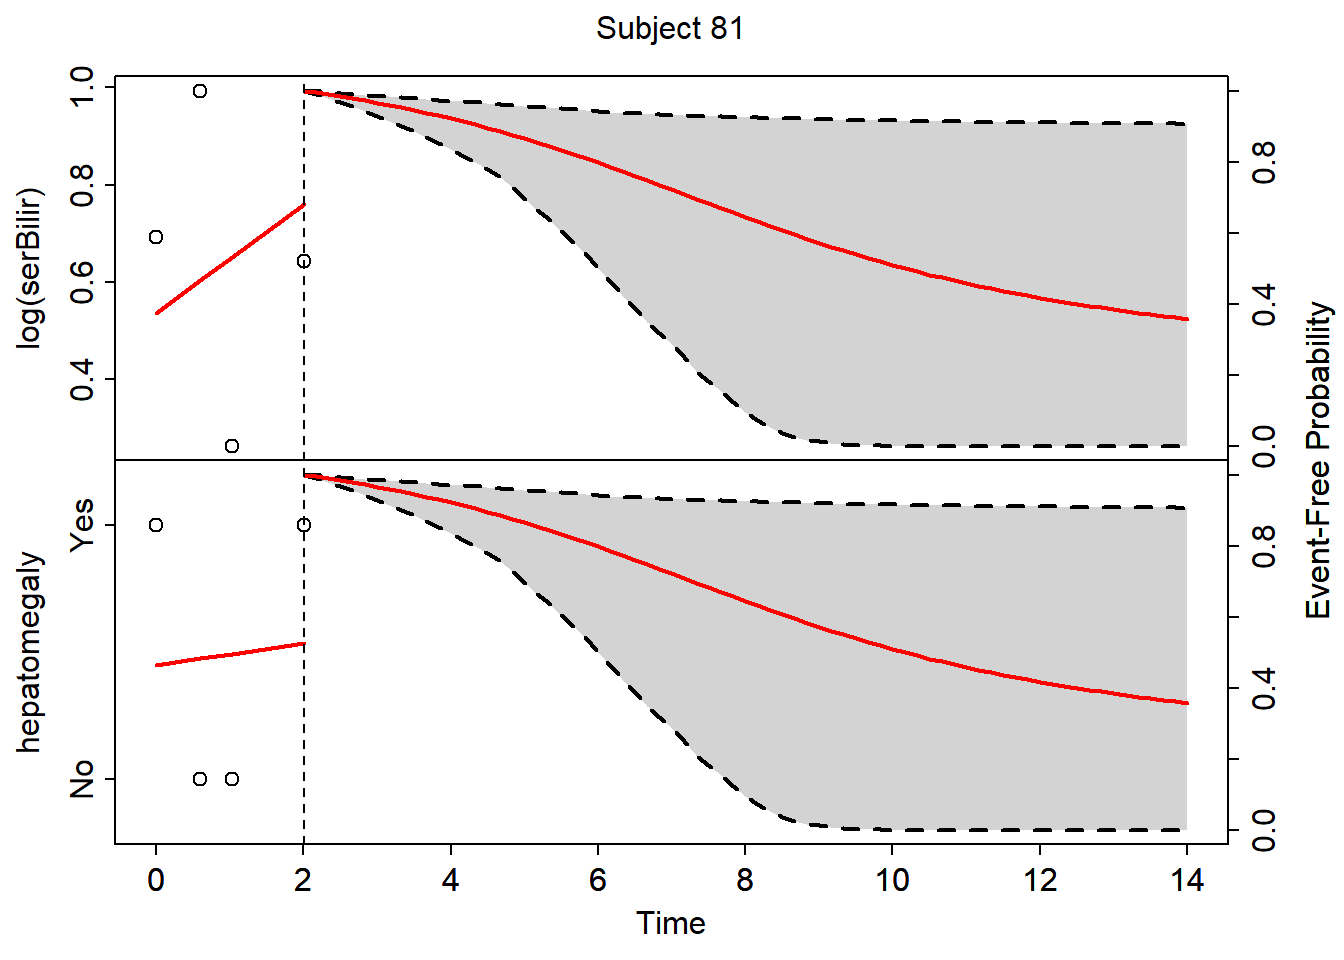 Subject 81
log(serBilir)
1.0
0.8
0.6
0.4
0.8
0.4
0.0
Event-Free Probability
hepatomegaly
Yes
No
0.8
0.4
0.0
0 2 4 6 8 10 12 14
Time